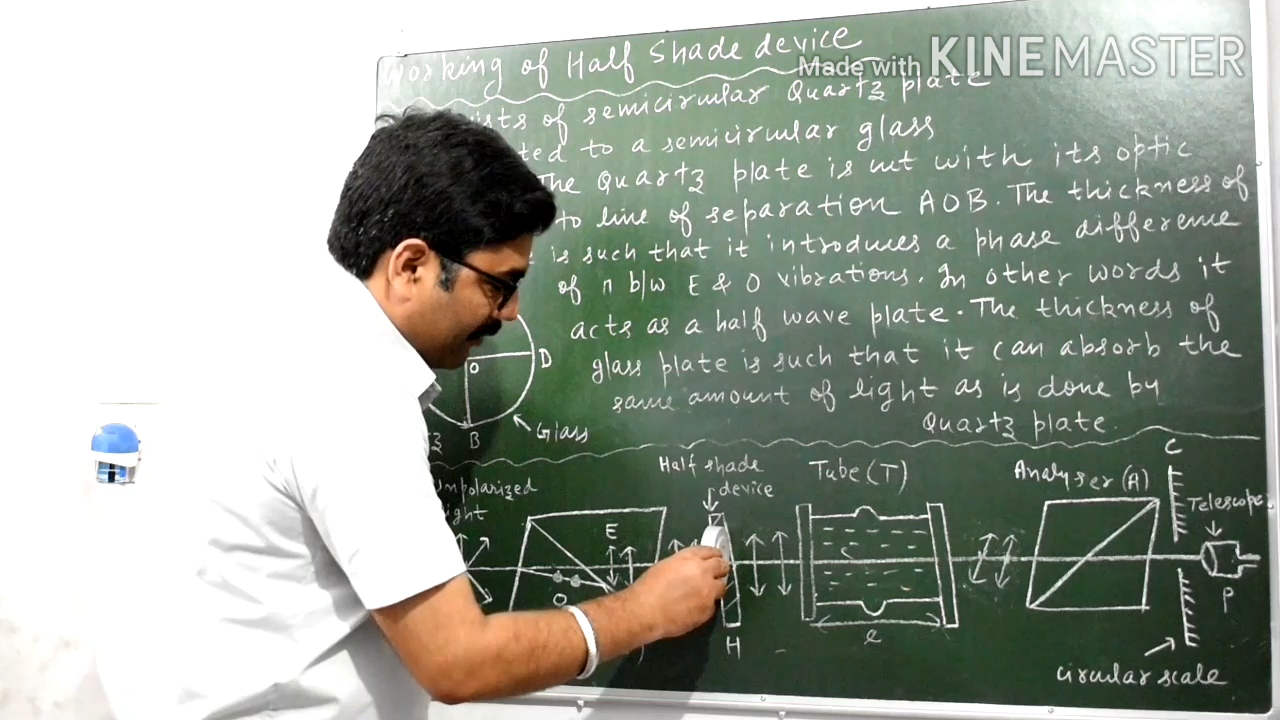 Working of Half Shade device
Made with KINEMASTER
of semicircular Quartz plate
to a semicircular glass
The Quartz plate is cut with its optic
to line of separation AOB. The thickness of
is such that it introduces a phase difference
of π b/w E & O vibrations. In other words it
acts as a half wave plate. The thickness of
glass plate is such that it can absorb the
same amount of light as is done by
Quartz plate.
O
D
B
Glass
Unpolarized
light
E
O
Half shade
device
H
Tube (T)
l
Analyser (A)
C
Telescope
P
circular scale